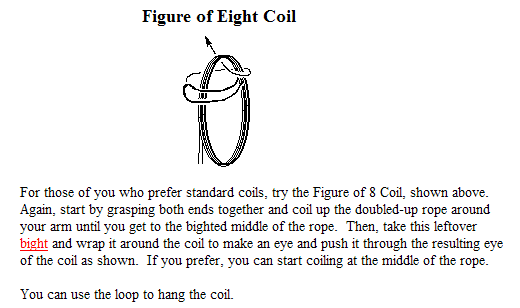 Figure of Eight Coil
For those of you who prefer standard coils, try the Figure of 8 Coil, shown above.
Again, start by grasping both ends together and coil up the doubled-up rope around
your arm until you get to the bighted middle of the rope.  Then, take this leftover
bight and wrap it around the coil to make an eye and push it through the resulting eye
of the coil as shown.  If you prefer, you can start coiling at the middle of the rope.
You can use the loop to hang the coil.